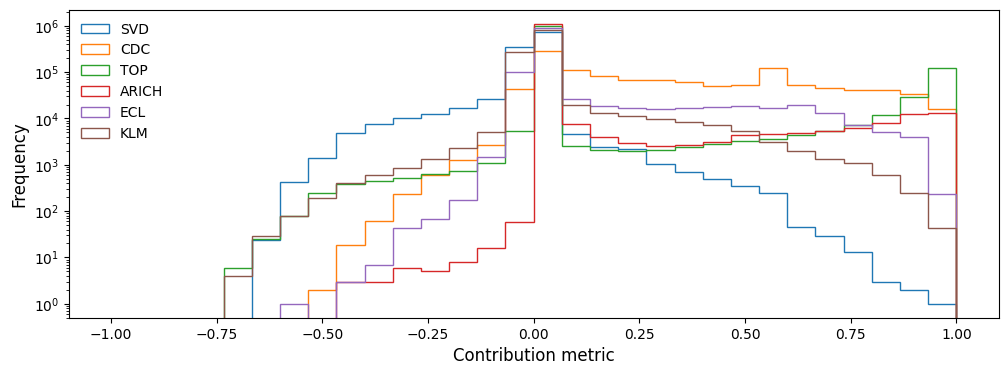 SVD
CDC
TOP
ARICH
ECL
KLM
Frequency
10⁶
10⁵
10⁴
10³
10²
10¹
10⁰
−1.00 −0.75 −0.50 −0.25 0.00 0.25 0.50 0.75 1.00
Contribution metric